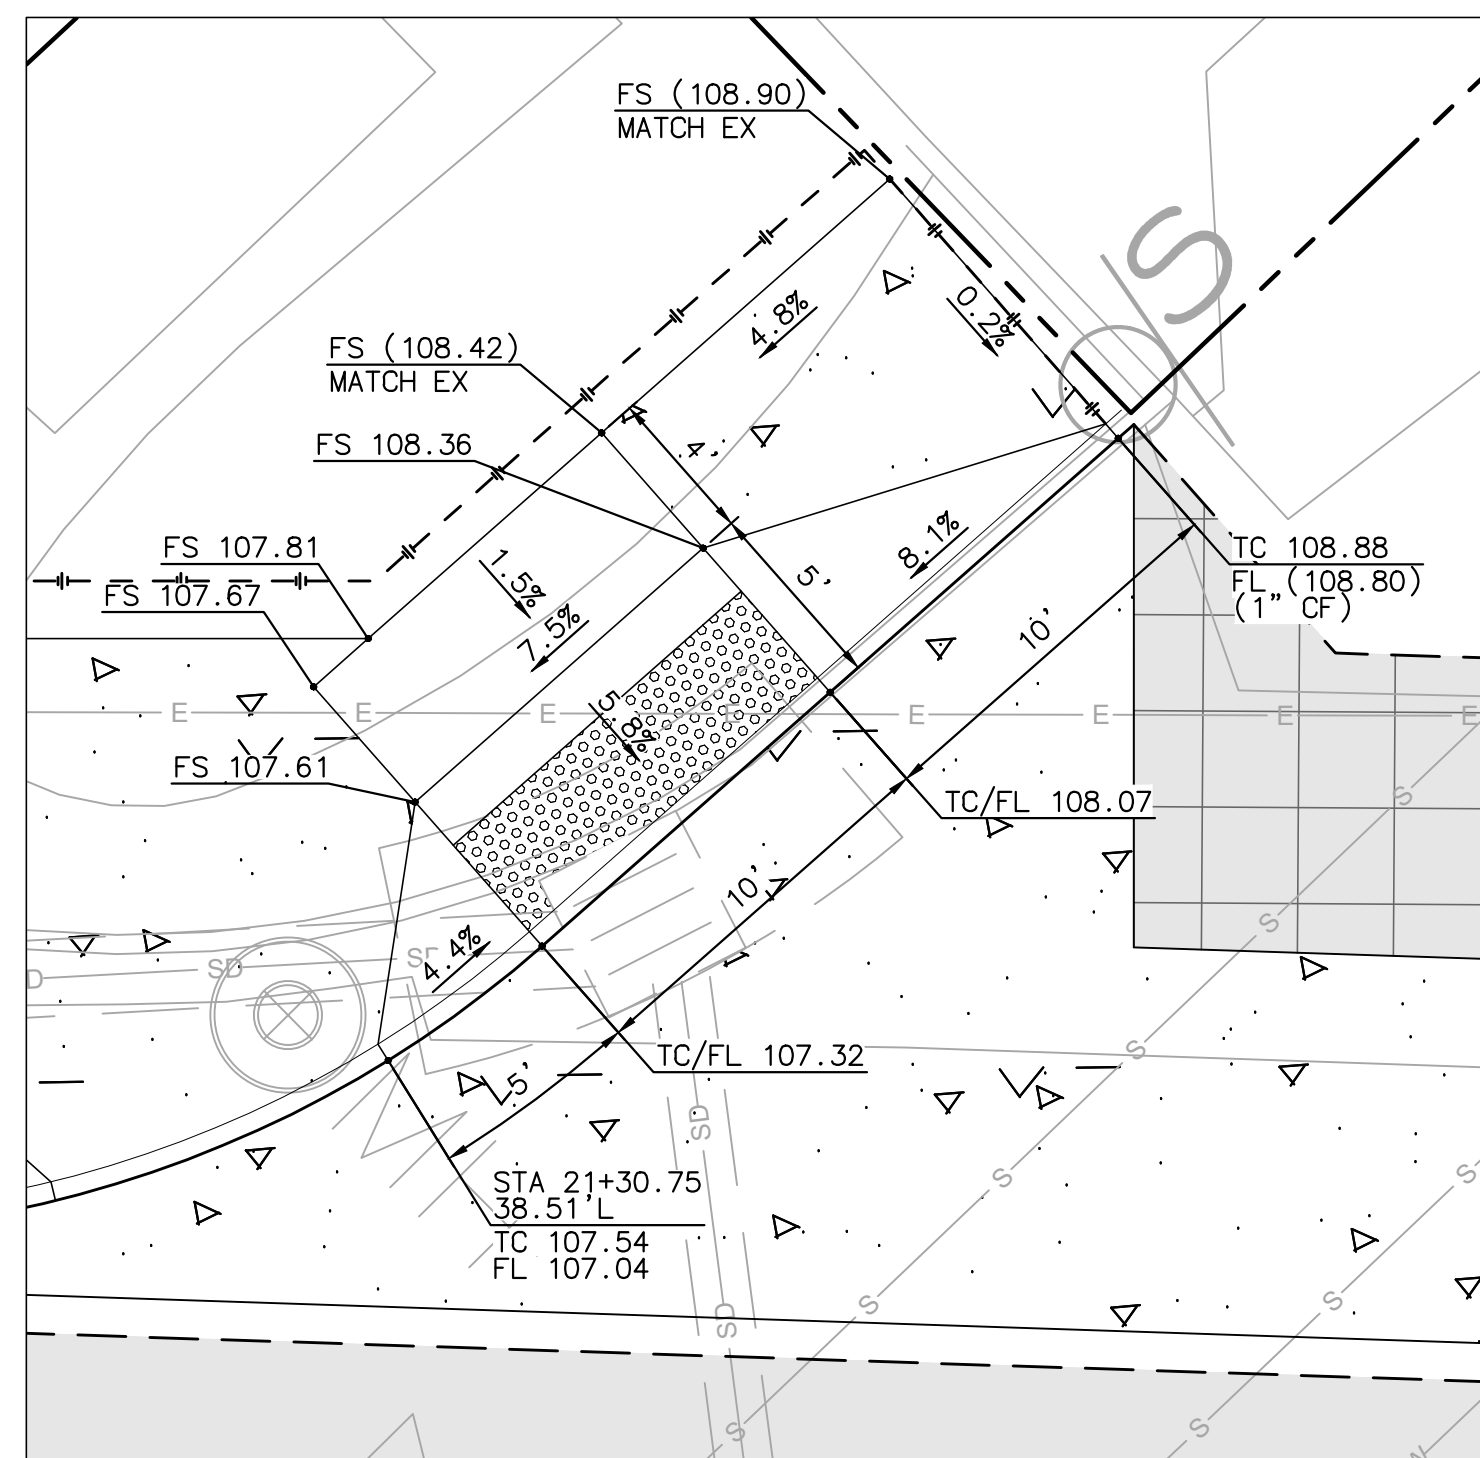 FS (108.90)
MATCH EX
S
4.8%
0.2%
FS (108.42)
MATCH EX
FS 108.36
4'
8.1%
FS 107.81
FS 107.67
1.5%
7.5%
5'
TC 108.88
FL (108.80)
(1" CF)
10'
5.8%
E E E E E E E E
FS 107.61
TC/FL 108.07
S
10'
S
4.4%
D SD SD
TC/FL 107.32
S
5'
SD
STA 21+30.75
38.51'L
TC 107.54
FL 107.04
S
S
SD
S
S
S
S